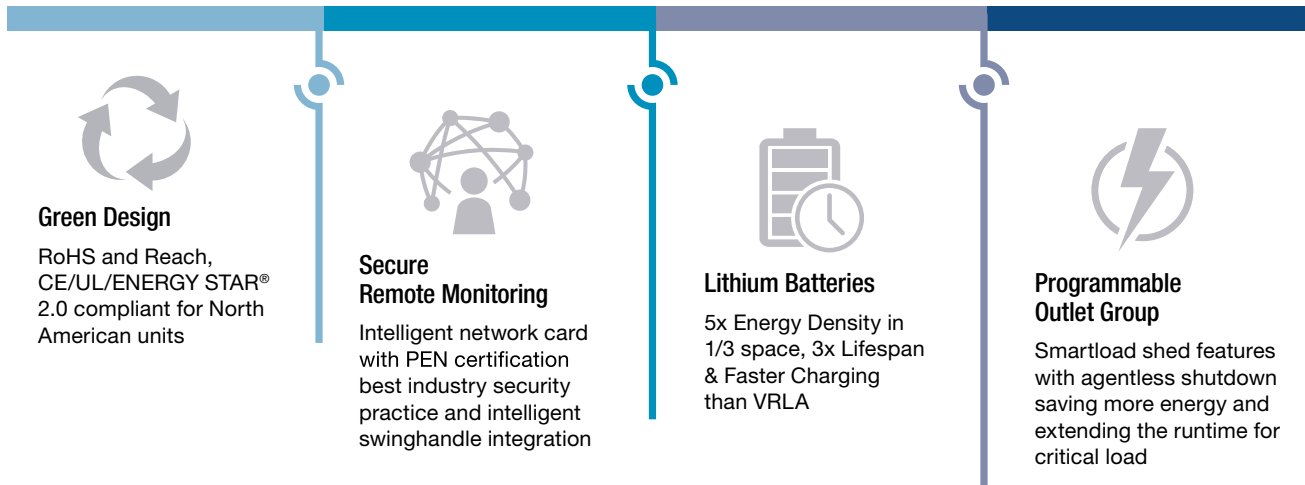 Green Design
RoHS and Reach,
CE/UL/ENERGY STAR®
2.0 compliant for North
American units
Secure
Remote Monitoring
Intelligent network card
with PEN certification
best industry security
practice and intelligent
swinghandle integration
Lithium Batteries
5x Energy Density in
1/3 space, 3x Lifespan
& Faster Charging
than VRLA
Programmable
Outlet Group
Smartload shed features
with agentless shutdown
saving more energy and
extending the runtime for
critical load